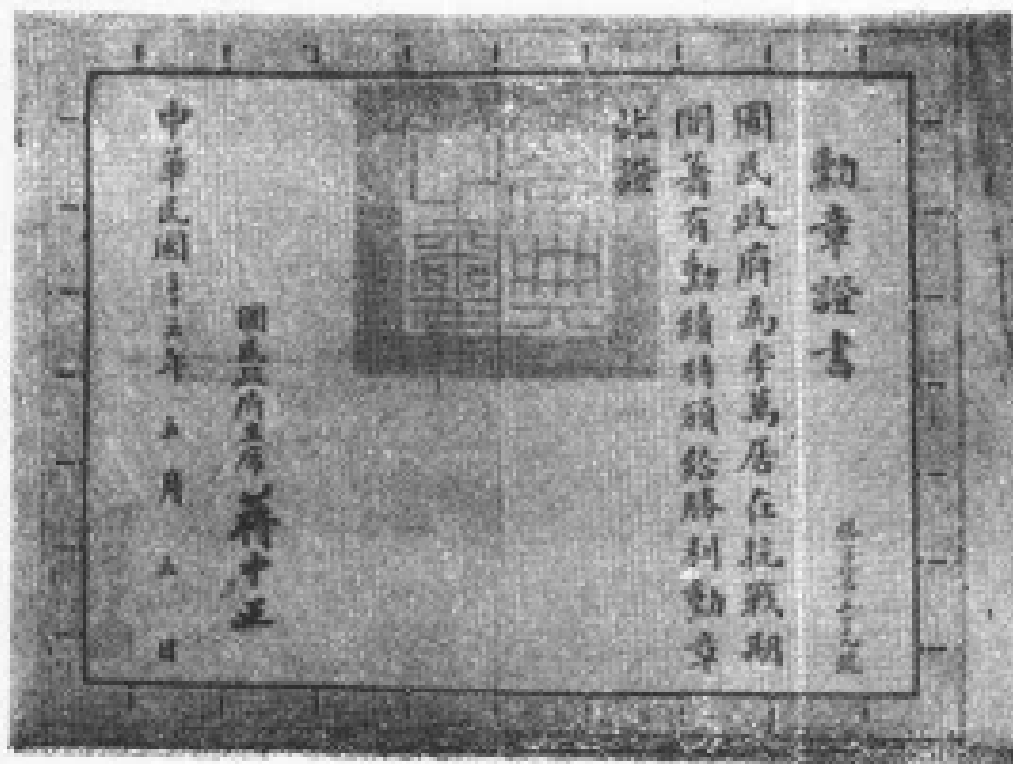 勳章證書
國民政府為李萬居在抗戰期
間著有勳績特頒給勝利勳章
此證
國民政府主席蔣中正
中華民國三十五年五月五日